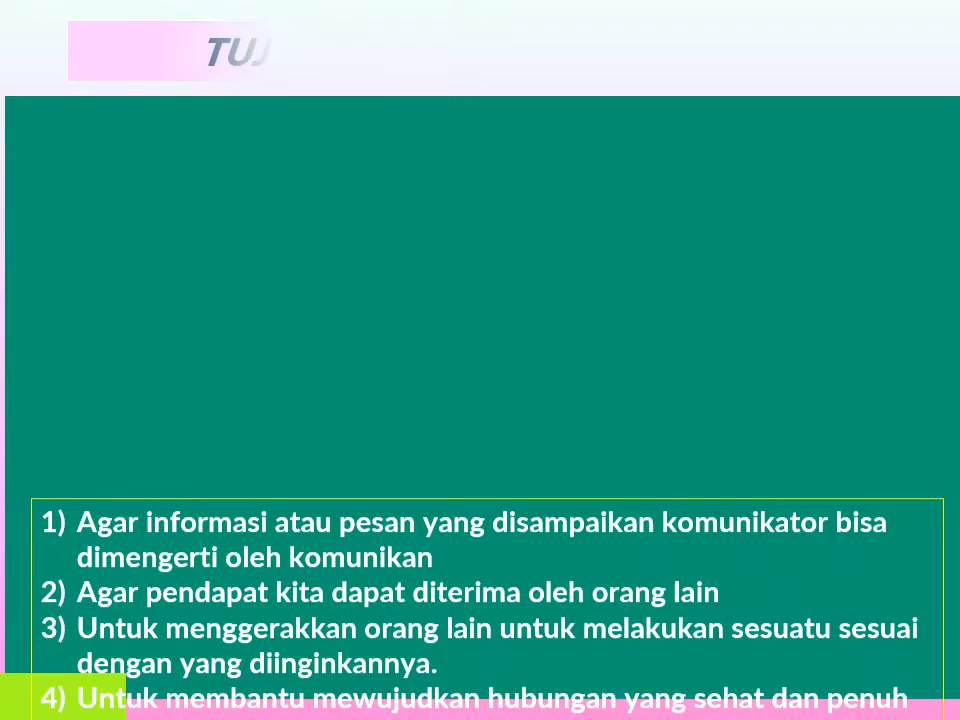 TUJ
1) Agar informasi atau pesan yang disampaikan komunikator bisa
dimengerti oleh komunikan
2) Agar pendapat kita dapat diterima oleh orang lain
3) Untuk menggerakkan orang lain untuk melakukan sesuatu sesuai
dengan yang diinginkannya.
4) Untuk membantu mewujudkan hubungan yang sehat dan penuh